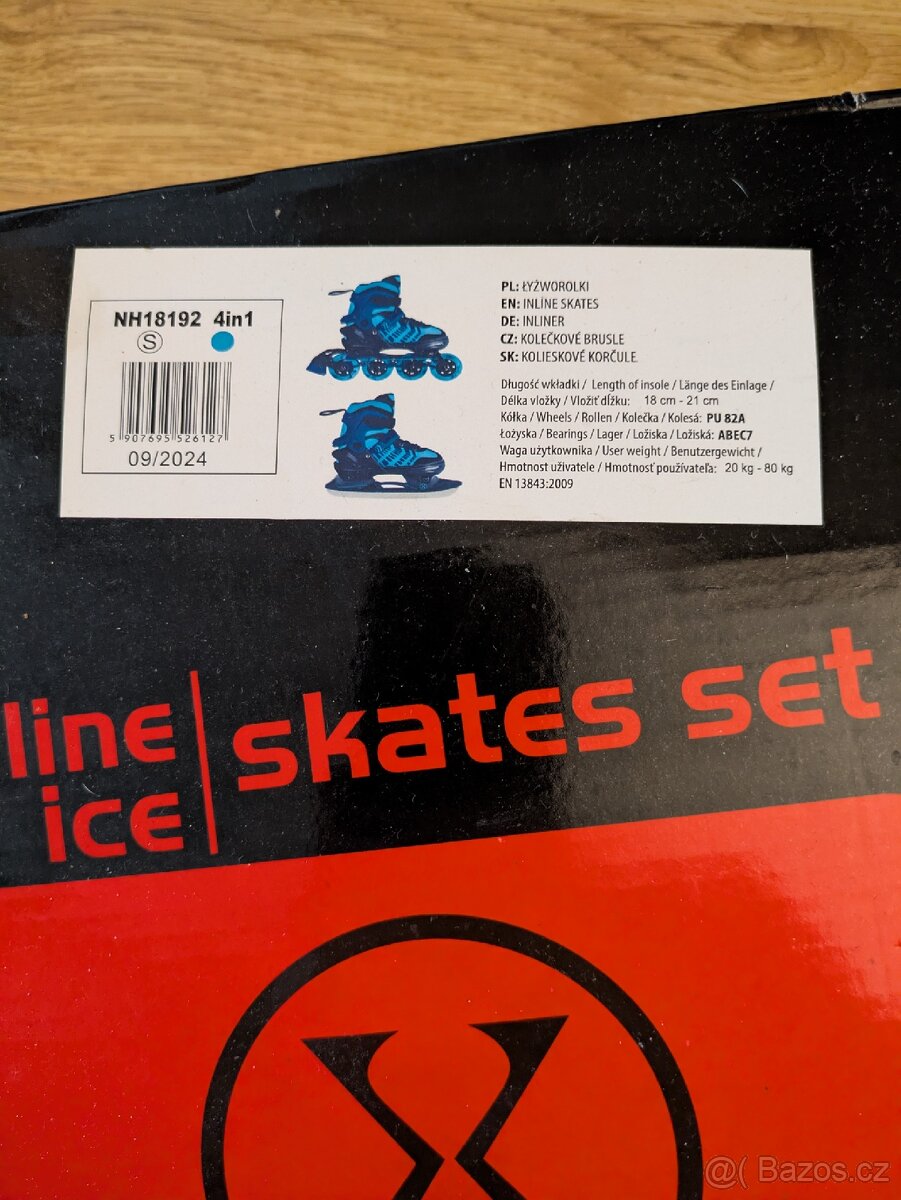 NH18192 4in1
S
5 907695 526127
09/2024
PL: ŁYŻWOROLKI
EN: INLINE SKATES
DE: INLINER
CZ: KOLEČKOVÉ BRUSLE
SK: KOLIESKOVÉ KORČULE
Długość wkładki / Length of insole / Länge des Einlage /
Délka vložky / Vložiť dĺžku: 18 cm - 21 cm
Kółka / Wheels / Rollen / Kolečka / Kolesá: PU 82A
Łożyska / Bearings / Lager / Ložiska / Ložiská: ABEC7
Waga użytkownika / User weight / Benutzergewicht /
Hmotnost uživatele / Hmotnosť používateľa: 20 kg - 80 kg
EN 13843:2009
line
ice
skates set
@( Bazos.cz